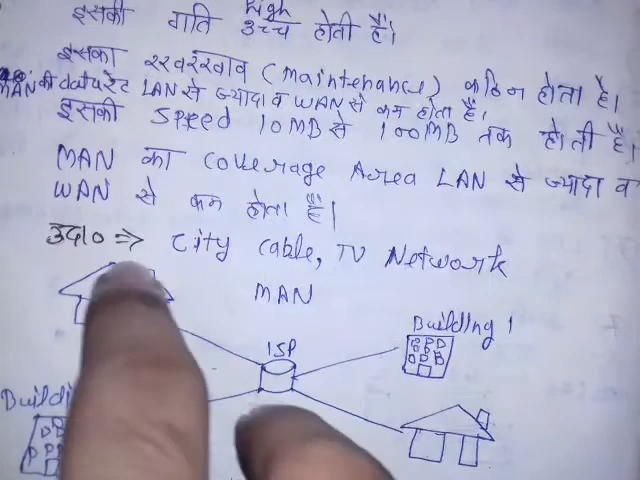 इसकी गति high
उच्च होती हैं।
इसका रखरखाव (maintenance) कठिन होता है।
MAN की data रेट LAN से ज्यादा व WAN से कम होता है।
इसकी Speed 10MB से 100MB तक होती हैं।
MAN का Coverage Area LAN से ज्यादा व
WAN से कम होता है।
उदा० ⇒ City Cable, TV Network
MAN
Building 1
ISP